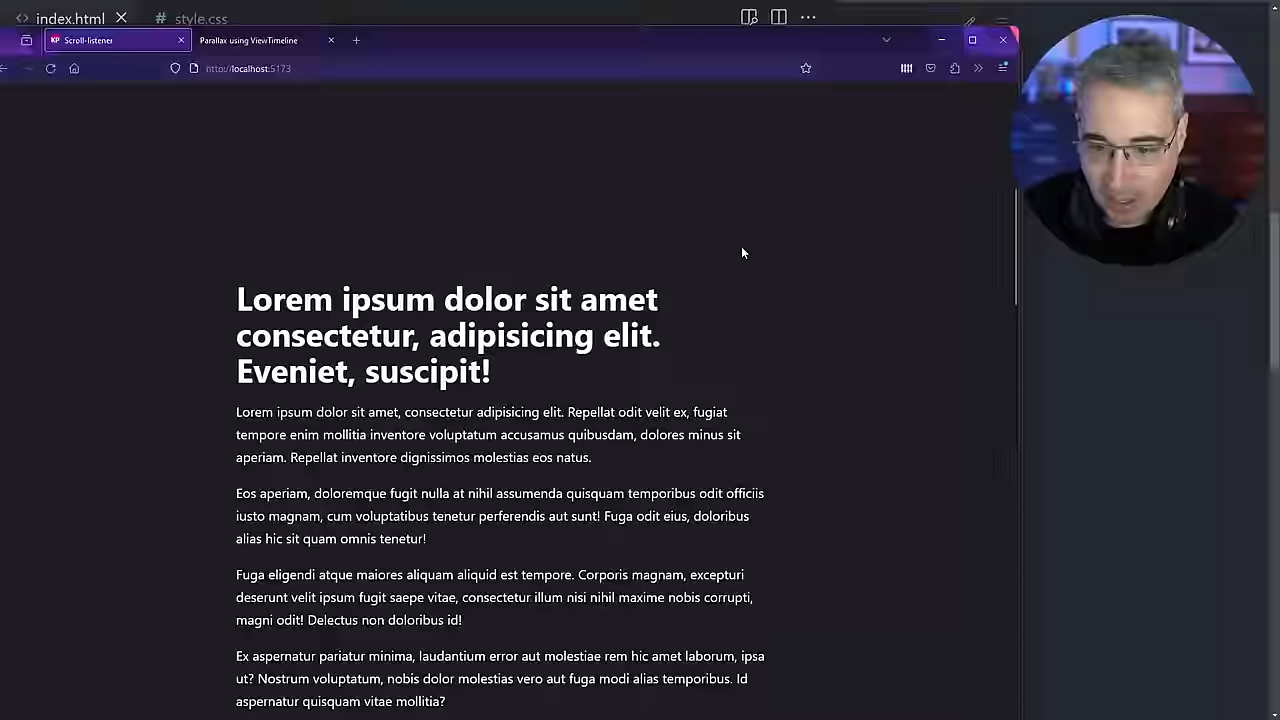 index.html
style.css
Scroll-listener
Parallax using ViewTimeline
http://localhost:5173
Lorem ipsum dolor sit amet
consectetur, adipisicing elit.
Eveniet, suscipit!
Lorem ipsum dolor sit amet, consectetur adipisicing elit. Repellat odit velit ex, fugiat
tempore enim mollitia inventore voluptatum accusamus quibusdam, dolores minus sit
aperiam. Repellat inventore dignissimos molestias eos natus.
Eos aperiam, doloremque fugit nulla at nihil assumenda quisquam temporibus odit officiis
iusto magnam, cum voluptatibus tenetur perferendis aut sunt! Fuga odit eius, doloribus
alias hic sit quam omnis tenetur!
Fuga eligendi atque maiores aliquam aliquid est tempore. Corporis magnam, excepturi
deserunt velit ipsum fugit saepe vitae, consectetur illum nisi nihil maxime nobis corrupti,
magni odit! Delectus non doloribus id!
Ex aspernatur pariatur minima, laudantium error aut molestiae rem hic amet laborum, ipsa
ut? Nostrum voluptatum, nobis dolor molestias vero aut fuga modi alias temporibus. Id
aspernatur quisquam vitae mollitia?